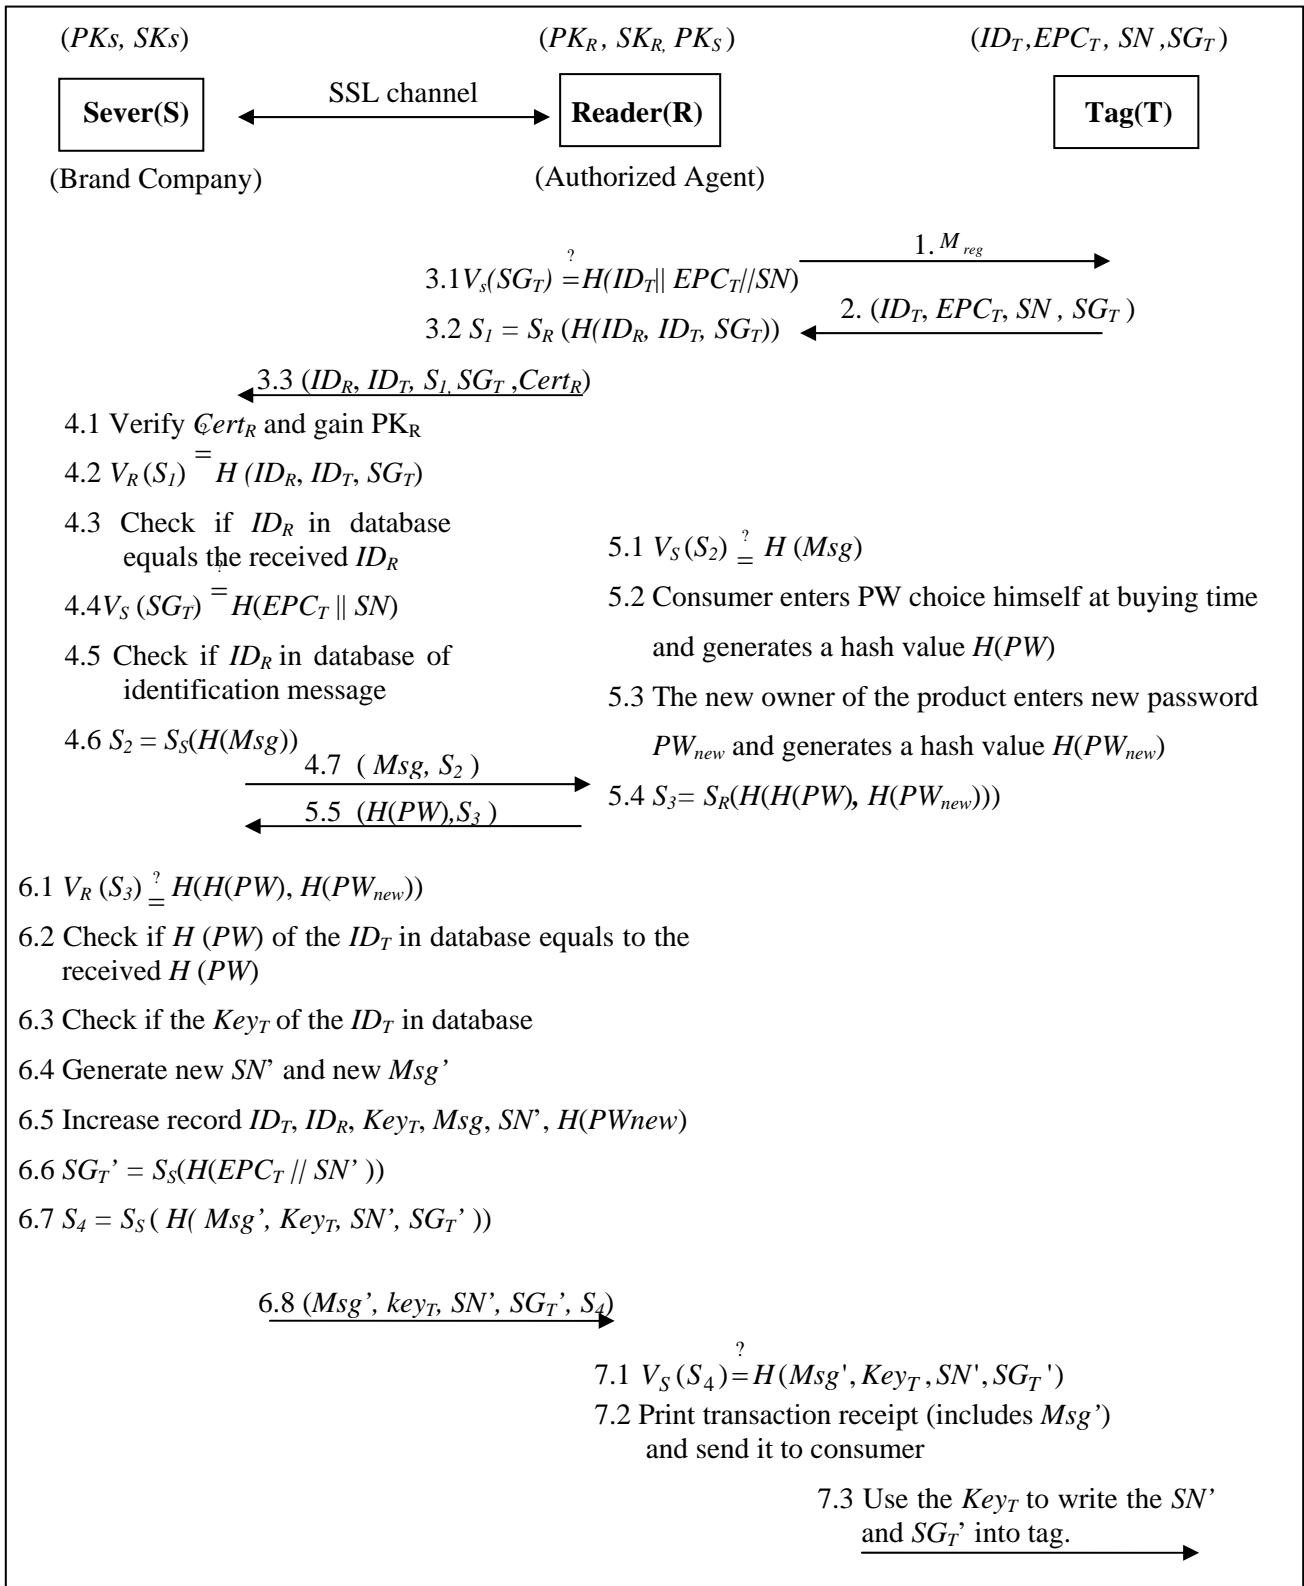 (PKs, SKs) (PK_R, SK_R, PK_S) (ID_T,EPC_T, SN ,SG_T)
Sever(S) SSL channel Reader(R) Tag(T)
(Brand Company) (Authorized Agent)
1. M_reg
3.1V_s(SG_T) ?= H(ID_T|| EPC_T//SN)
2. (ID_T, EPC_T, SN , SG_T )
3.2 S_1 = S_R (H(ID_R, ID_T, SG_T))
3.3 (ID_R, ID_T, S_1, SG_T ,Cert_R)
4.1 Verify Cert_R and gain PK_R
4.2 V_R (S_1) ?= H (ID_R, ID_T, SG_T)
4.3 Check if ID_R in database
equals the received ID_R
4.4V_S (SG_T) ?= H(EPC_T || SN)
4.5 Check if ID_R in database of
identification message
4.6 S_2 = S_S(H(Msg))
4.7 ( Msg, S_2 )
5.1 V_S (S_2) ?= H (Msg)
5.2 Consumer enters PW choice himself at buying time
and generates a hash value H(PW)
5.3 The new owner of the product enters new password
PW_new and generates a hash value H(PW_new)
5.4 S_3= S_R(H(H(PW), H(PW_new)))
5.5 (H(PW),S_3 )
6.1 V_R (S_3) ?= H(H(PW), H(PW_new))
6.2 Check if H (PW) of the ID_T in database equals to the
received H (PW)
6.3 Check if the Key_T of the ID_T in database
6.4 Generate new SN’ and new Msg’
6.5 Increase record ID_T, ID_R, Key_T, Msg, SN’, H(PWnew)
6.6 SG_T’ = S_S(H(EPC_T // SN’ ))
6.7 S_4 = S_S ( H( Msg’, Key_T, SN’, SG_T’ ))
6.8 (Msg’, key_T, SN’, SG_T’, S_4)
7.1 V_S (S_4) ?= H(Msg', Key_T , SN', SG_T ')
7.2 Print transaction receipt (includes Msg’)
and send it to consumer
7.3 Use the Key_T to write the SN’
and SG_T’ into tag.